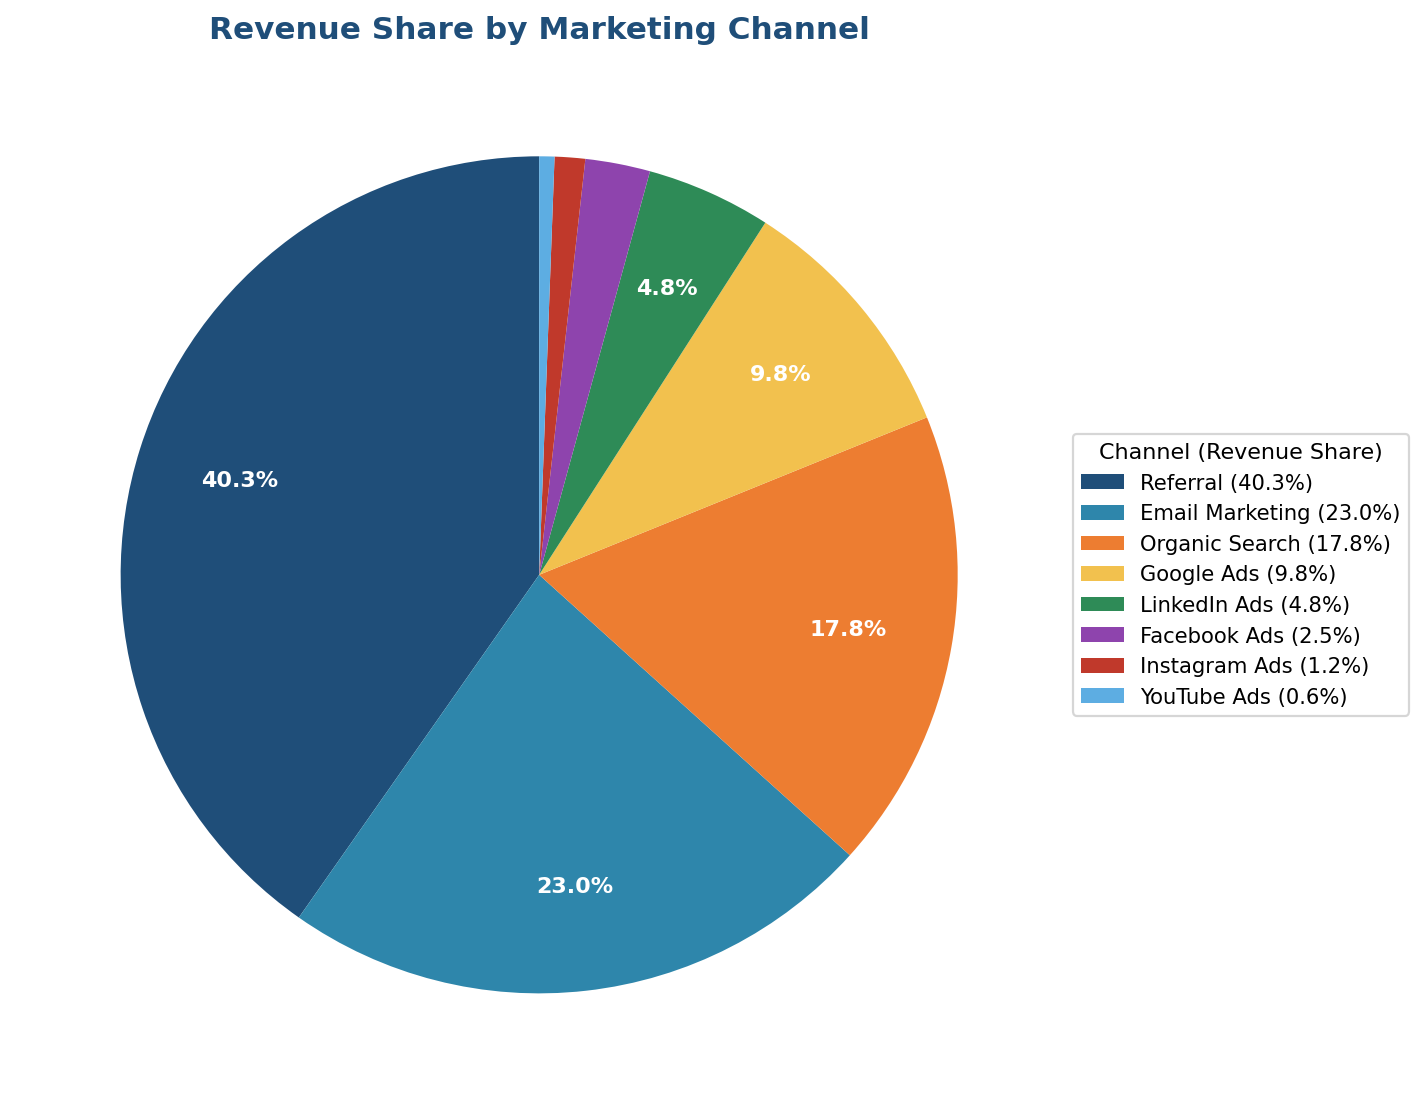 Revenue Share by Marketing Channel
4.8%
9.8%
40.3%
17.8%
23.0%
Channel (Revenue Share)
Referral (40.3%)
Email Marketing (23.0%)
Organic Search (17.8%)
Google Ads (9.8%)
LinkedIn Ads (4.8%)
Facebook Ads (2.5%)
Instagram Ads (1.2%)
YouTube Ads (0.6%)